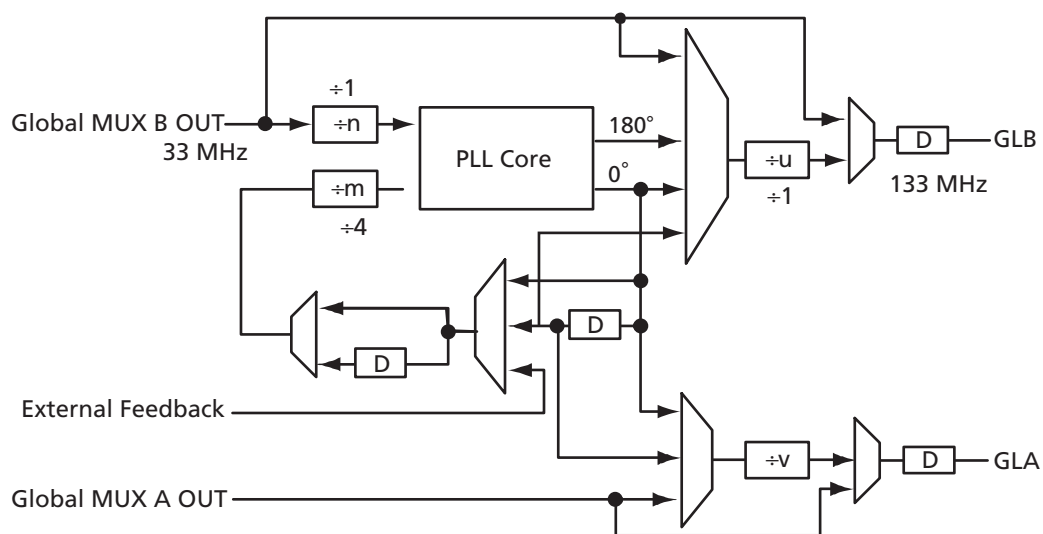 ÷1
Global MUX B OUT
÷n
33 MHz
PLL Core
180°
0°
÷u
÷1
D
GLB
133 MHz
÷m
÷4
D
D
External Feedback
÷v
D
GLA
Global MUX A OUT